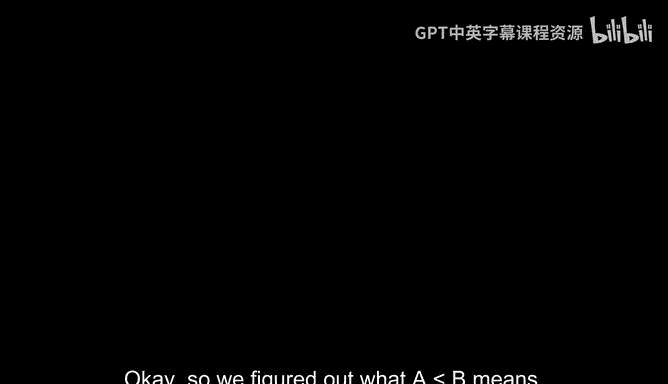 GPT中英字幕课程资源 bilibili
Okay, so we figured out what A < B means